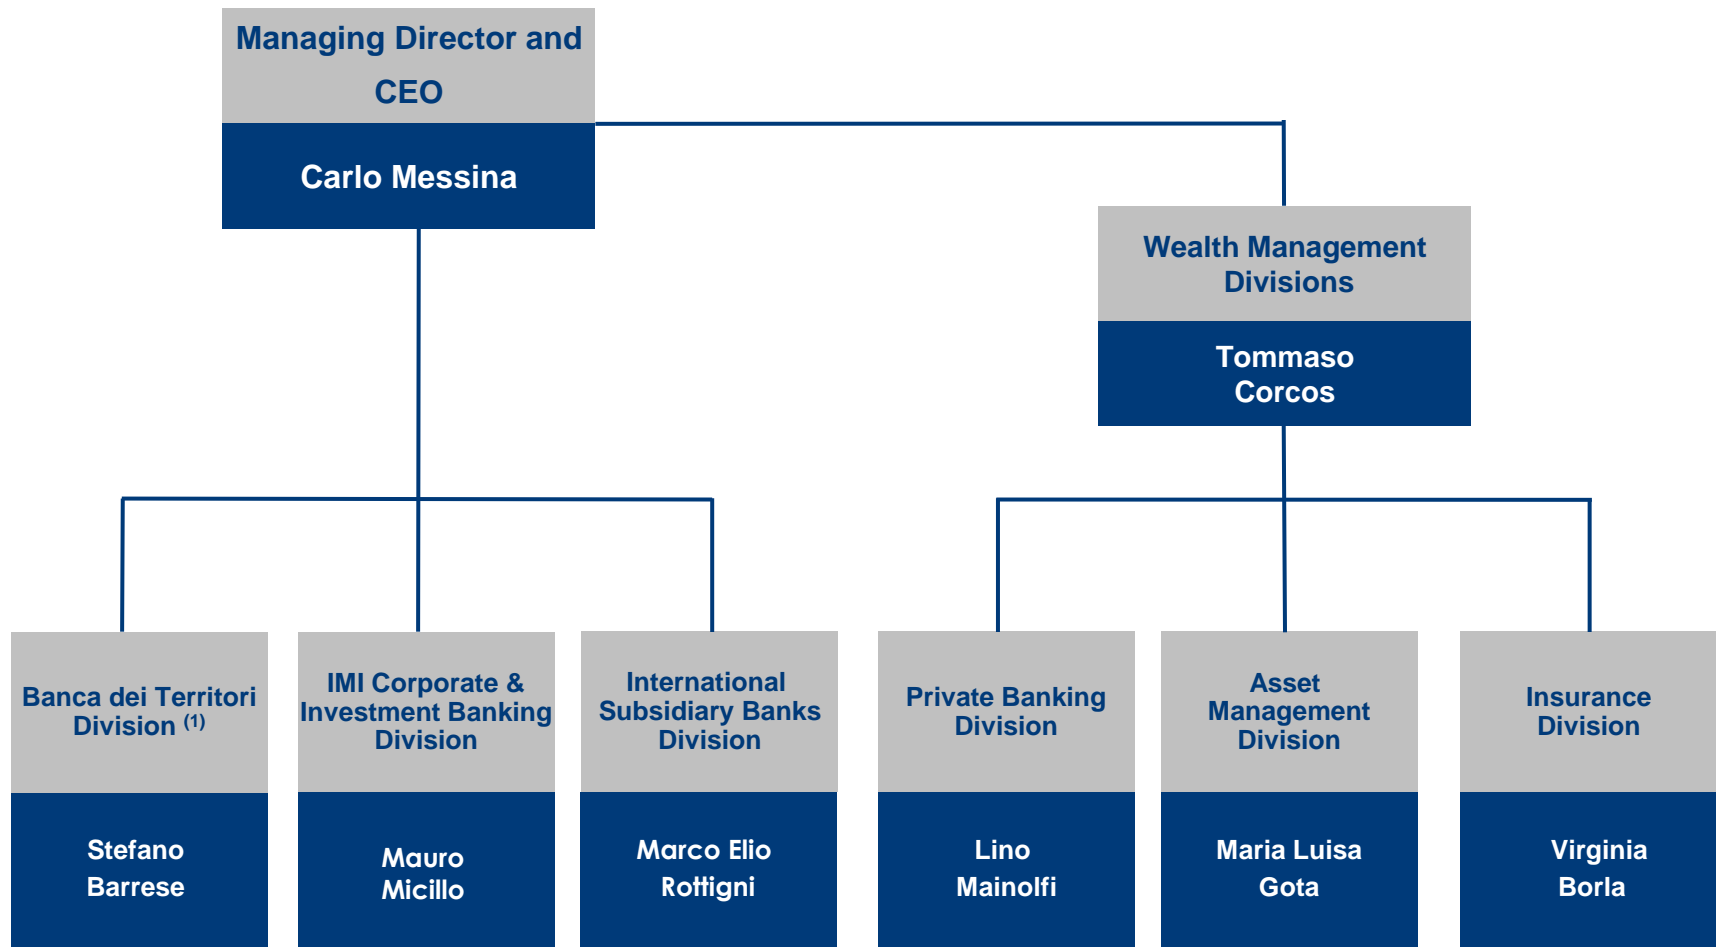 Managing Director and
CEO
Carlo Messina
Wealth Management
Divisions
Tommaso
Corcos
Banca dei Territori
Division (1)
Stefano
Barrese
IMI Corporate &
Investment Banking
Division
Mauro
Micillo
International
Subsidiary Banks
Division
Marco Elio
Rottigni
Private Banking
Division
Lino
Mainolfi
Asset
Management
Division
Maria Luisa
Gota
Insurance
Division
Virginia
Borla